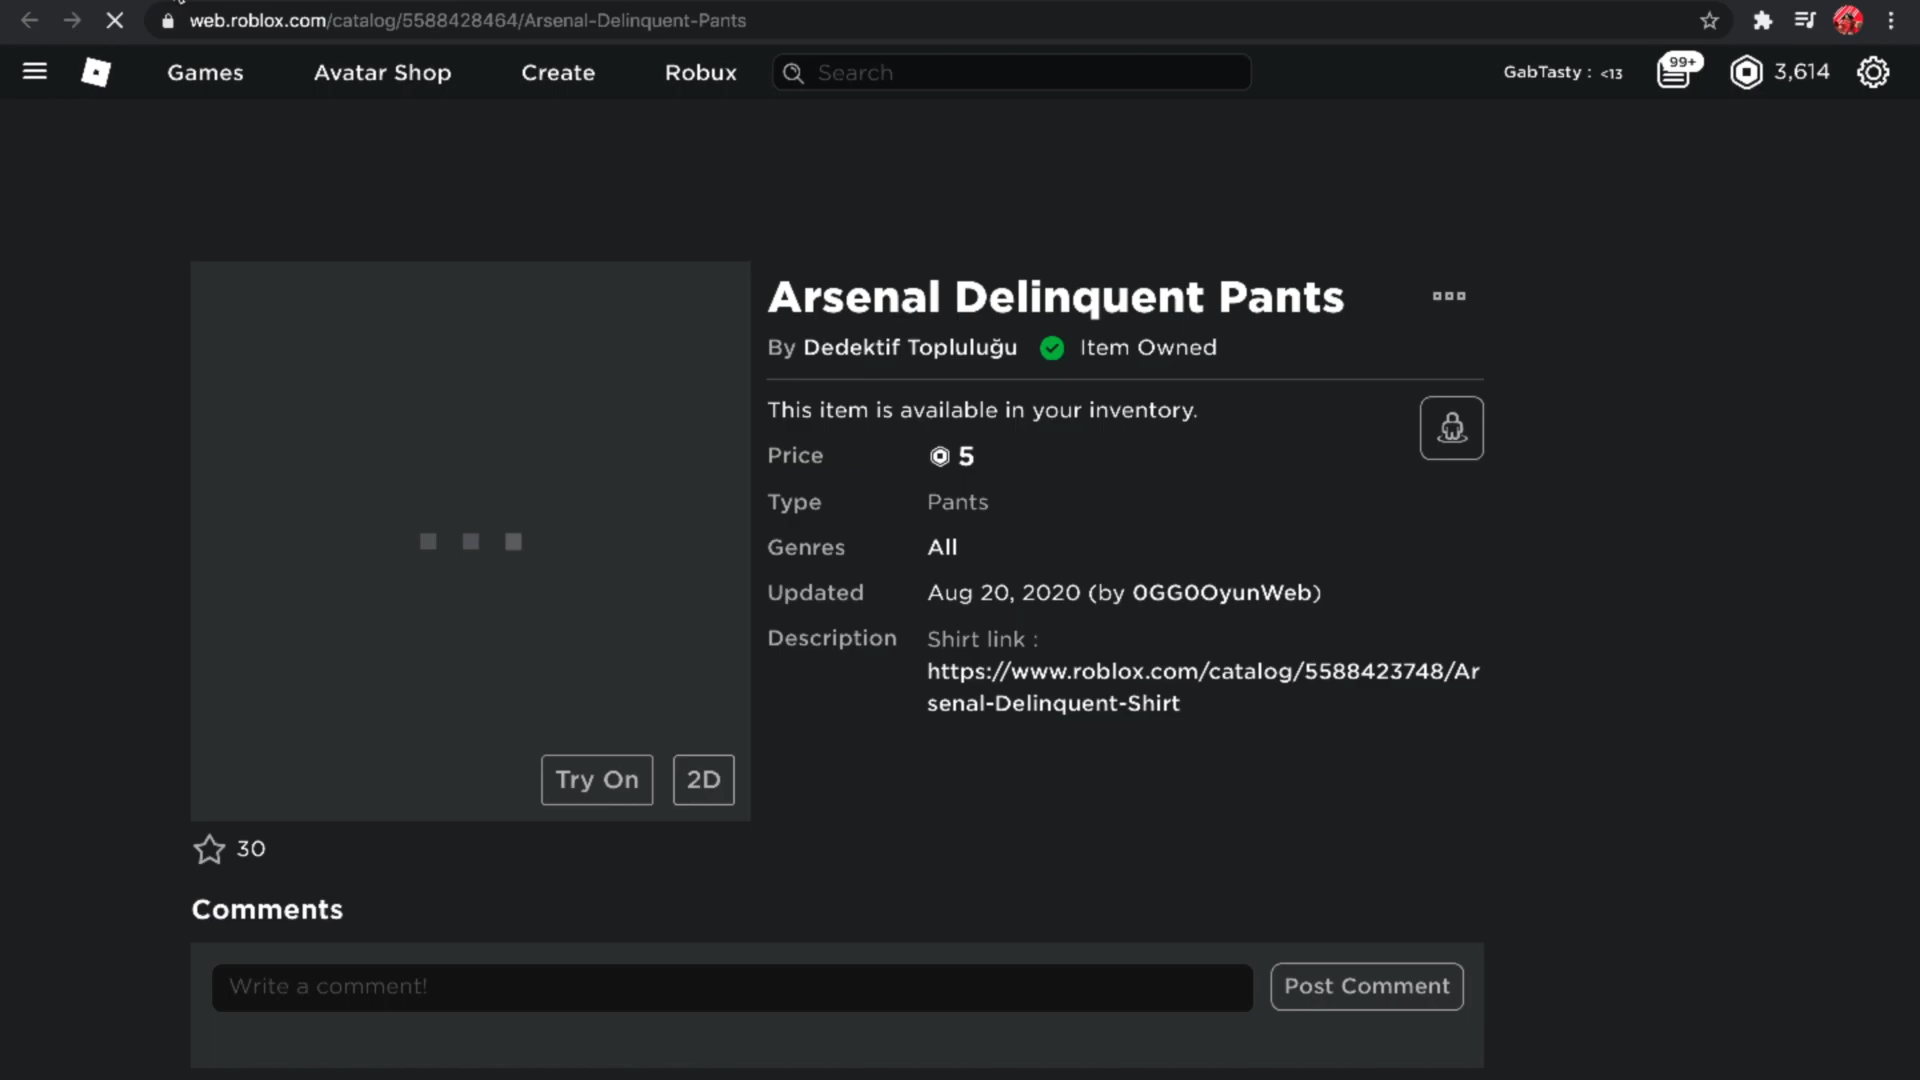 web.roblox.com/catalog/5588428464/Arsenal-Delinquent-Pants
Games Avatar Shop Create Robux Search GabTasty : <13 99+ 3,614
Arsenal Delinquent Pants
By Dedektif Topluluğu Item Owned
This item is available in your inventory.
Price 5
Type Pants
Genres All
Updated Aug 20, 2020 (by 0GG0OyunWeb)
Description Shirt link :
https://www.roblox.com/catalog/5588423748/Ar
senal-Delinquent-Shirt
Try On 2D
30
Comments
Write a comment! Post Comment